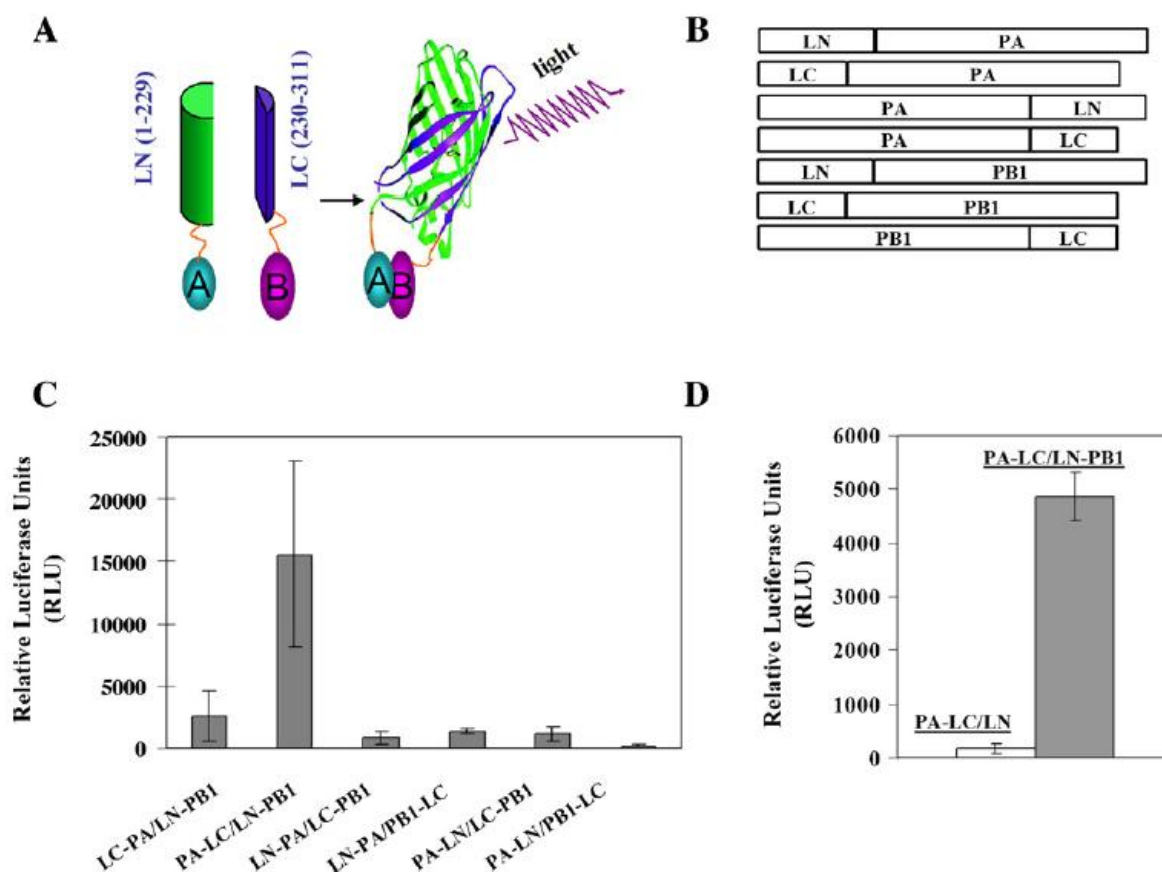 A
LN (1-229)
LC (230-311)
light
A
B
A
B
B
LN PA
LC PA
PA LN
PA LC
LN PB1
LC PB1
PB1 LC
C
Relative Luciferase Units
(RLU)
25000
20000
15000
10000
5000
0
LC-PA/LN-PB1
PA-LC/LN-PB1
LN-PA/LC-PB1
LN-PA/PB1-LC
PA-LN/LC-PB1
PA-LN/PB1-LC
D
Relative Luciferase Units
(RLU)
6000
5000
4000
3000
2000
1000
0
PA-LC/LN-PB1
PA-LC/LN